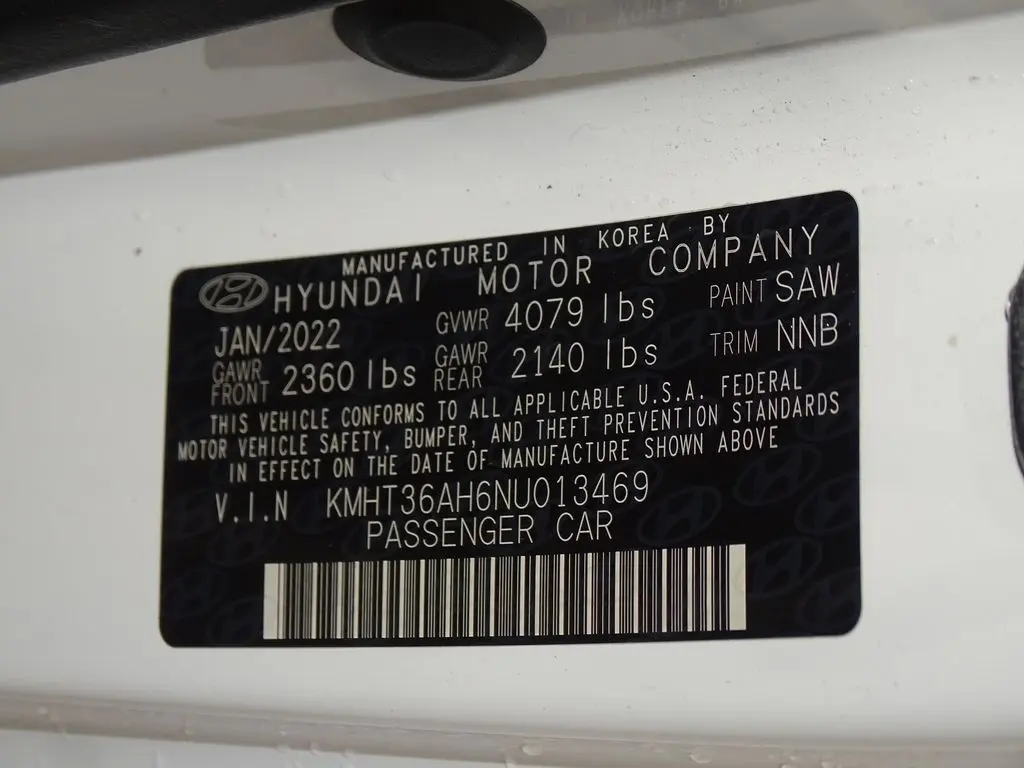 MANUFACTURED IN KOREA BY
HYUNDAI MOTOR COMPANY
JAN/2022 GVWR 4079 lbs PAINT SAW
GAWR FRONT 2360 lbs GAWR REAR 2140 lbs TRIM NNB
THIS VEHICLE CONFORMS TO ALL APPLICABLE U.S.A. FEDERAL
MOTOR VEHICLE SAFETY, BUMPER, AND THEFT PREVENTION STANDARDS
IN EFFECT ON THE DATE OF MANUFACTURE SHOWN ABOVE
V.I.N KMHT36AH6NU013469
PASSENGER CAR